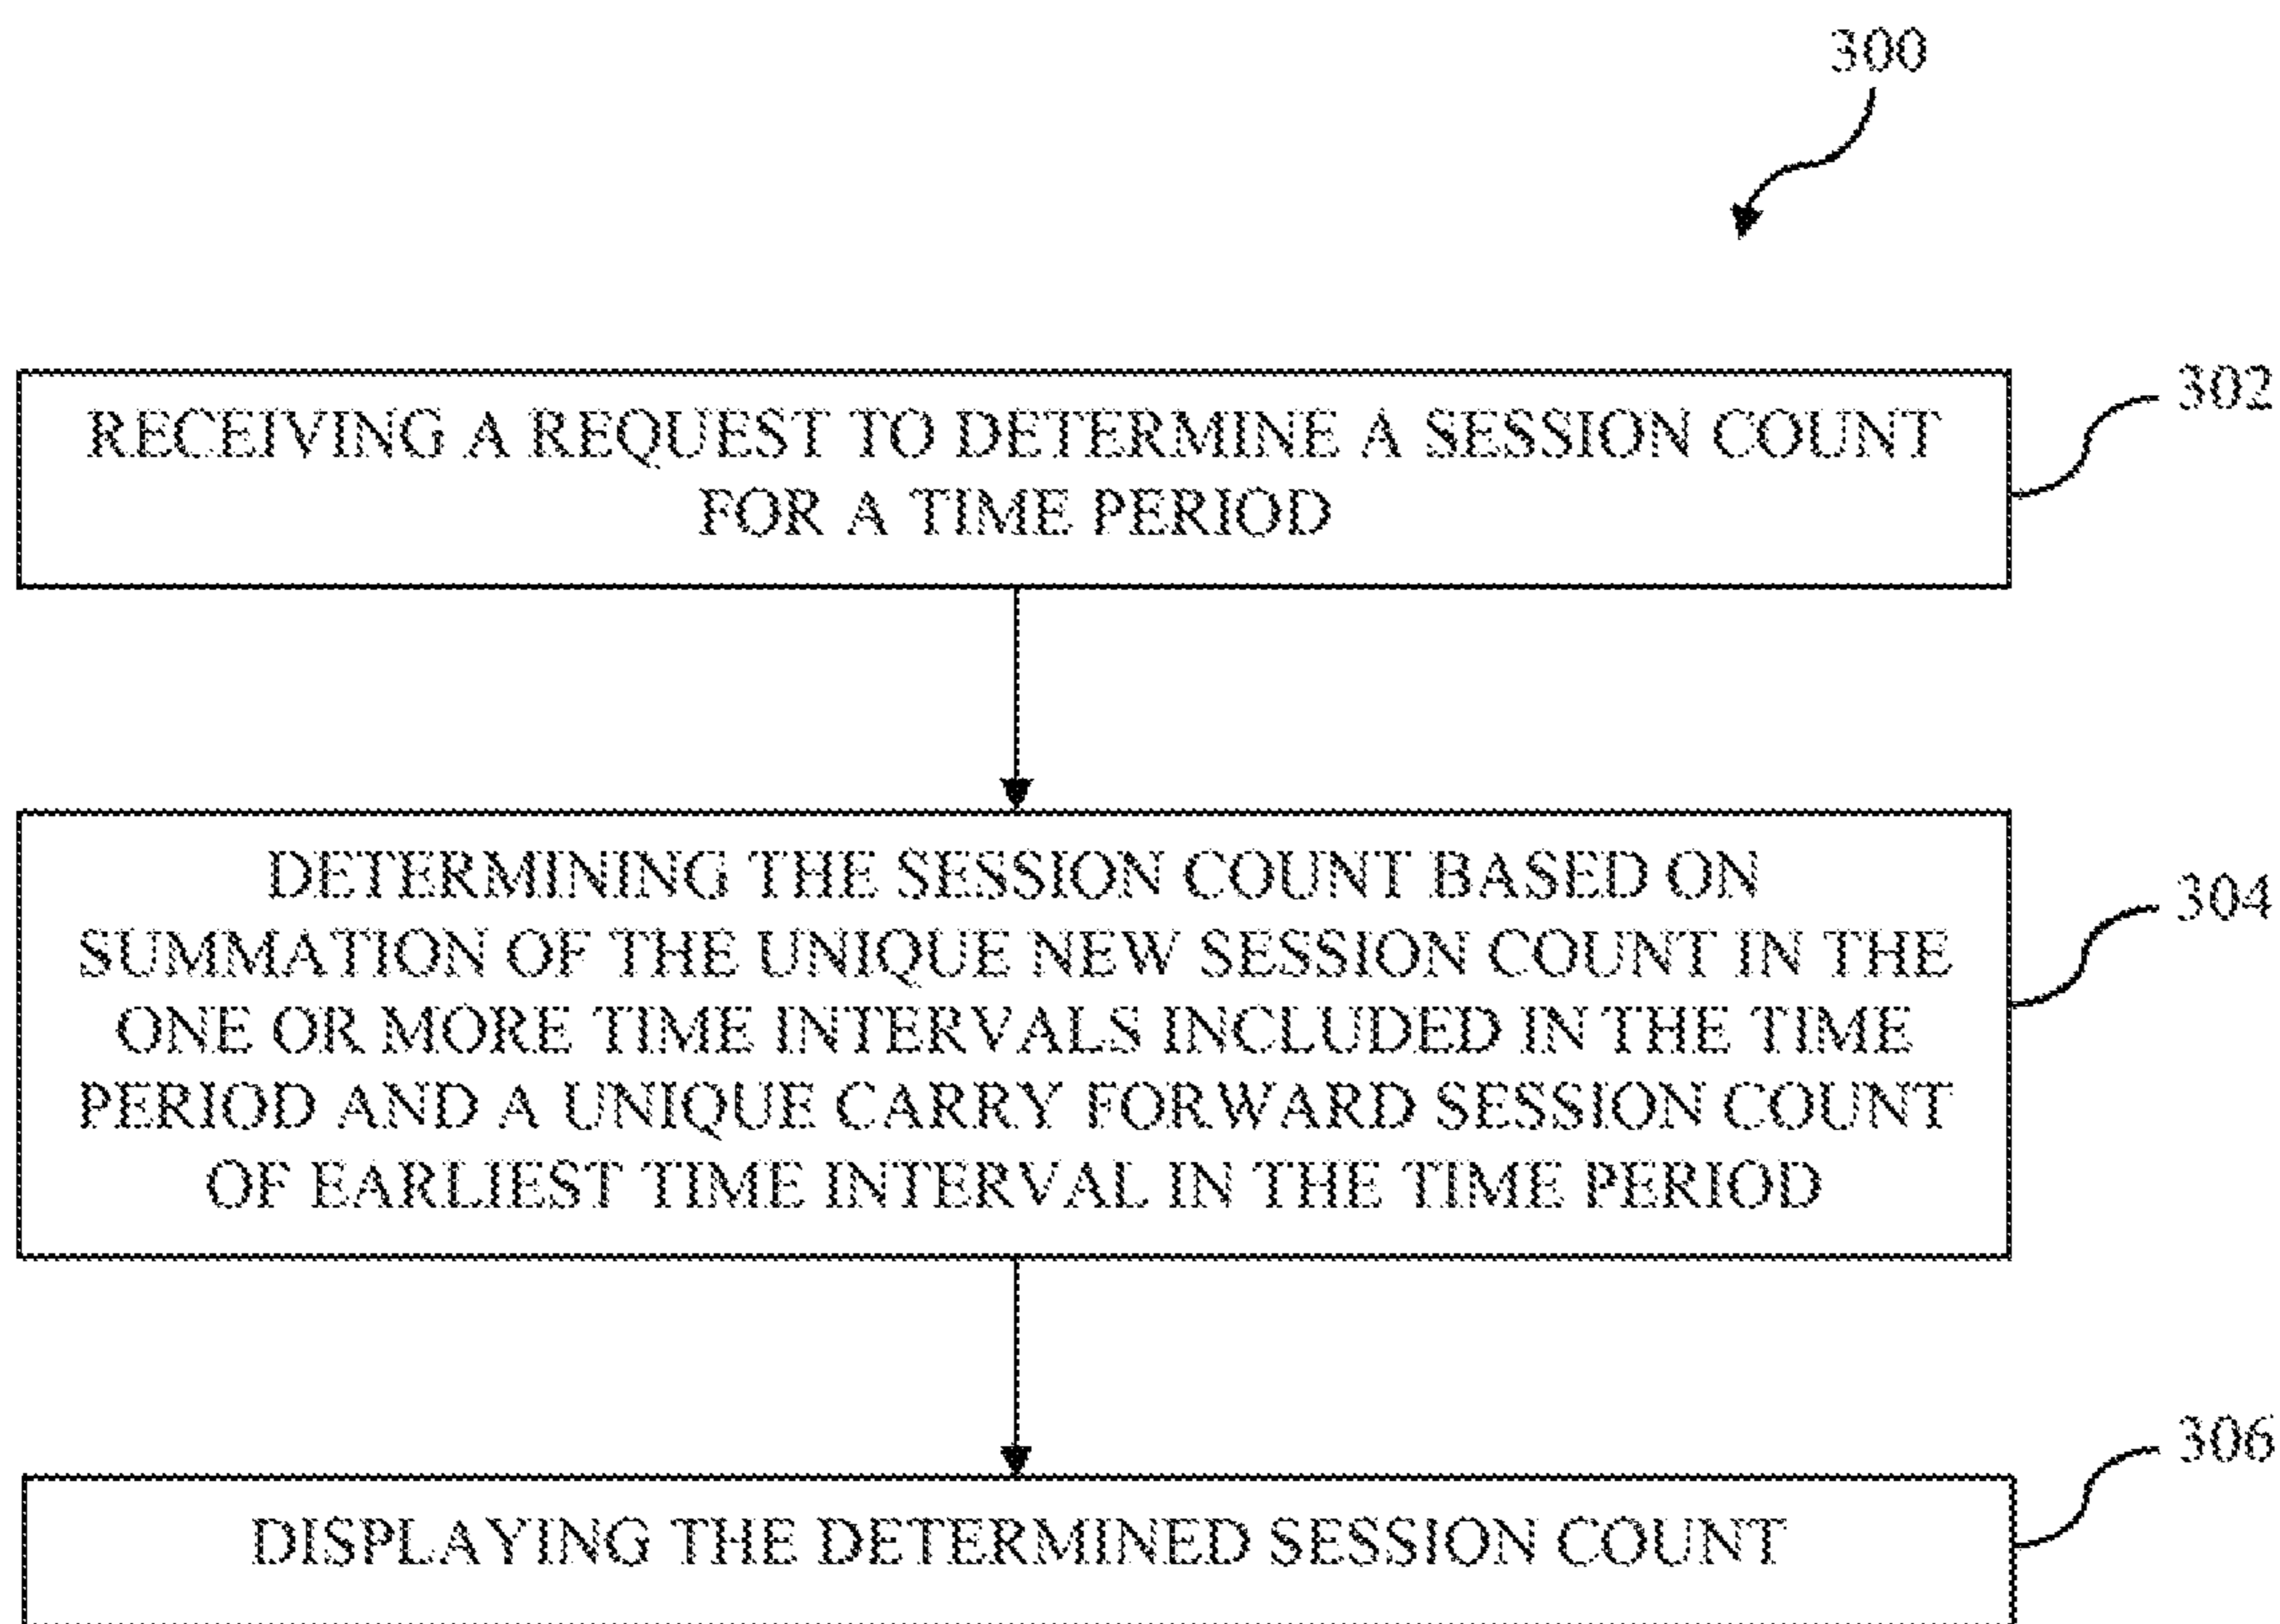 300
RECEIVING A REQUEST TO DETERMINE A SESSION COUNT
FOR A TIME PERIOD
302
DETERMINING THE SESSION COUNT BASED ON
SUMMATION OF THE UNIQUE NEW SESSION COUNT IN THE
ONE OR MORE TIME INTERVALS INCLUDED IN THE TIME
PERIOD AND A UNIQUE CARRY FORWARD SESSION COUNT
OF EARLIEST TIME INTERVAL IN THE TIME PERIOD
304
DISPLAYING THE DETERMINED SESSION COUNT
306